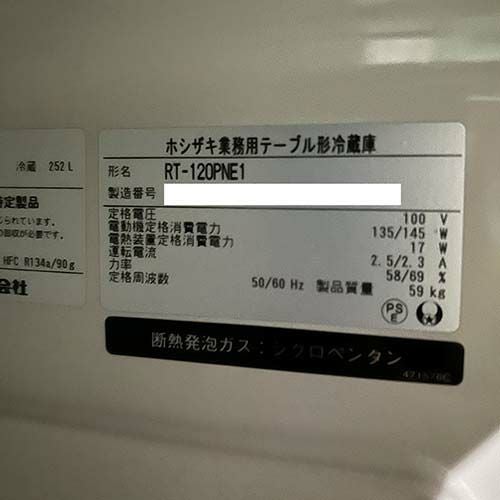 ホシザキ業務用テーブル形冷蔵庫
形名 RT-120PNE1
製造番号
定格電圧 100 V
電動機定格消費電力 135/145 W
電熱装置定格消費電力 17 W
運転電流 2.5/2.3 A
力率 58/69 %
定格周波数 50/60 Hz 製品質量 59 kg
PS
E
断熱発泡ガス：シクロペンタン
冷蔵 252 L
定製品
じられています。
の回収が必要です。
HFC R134a/90g
会社